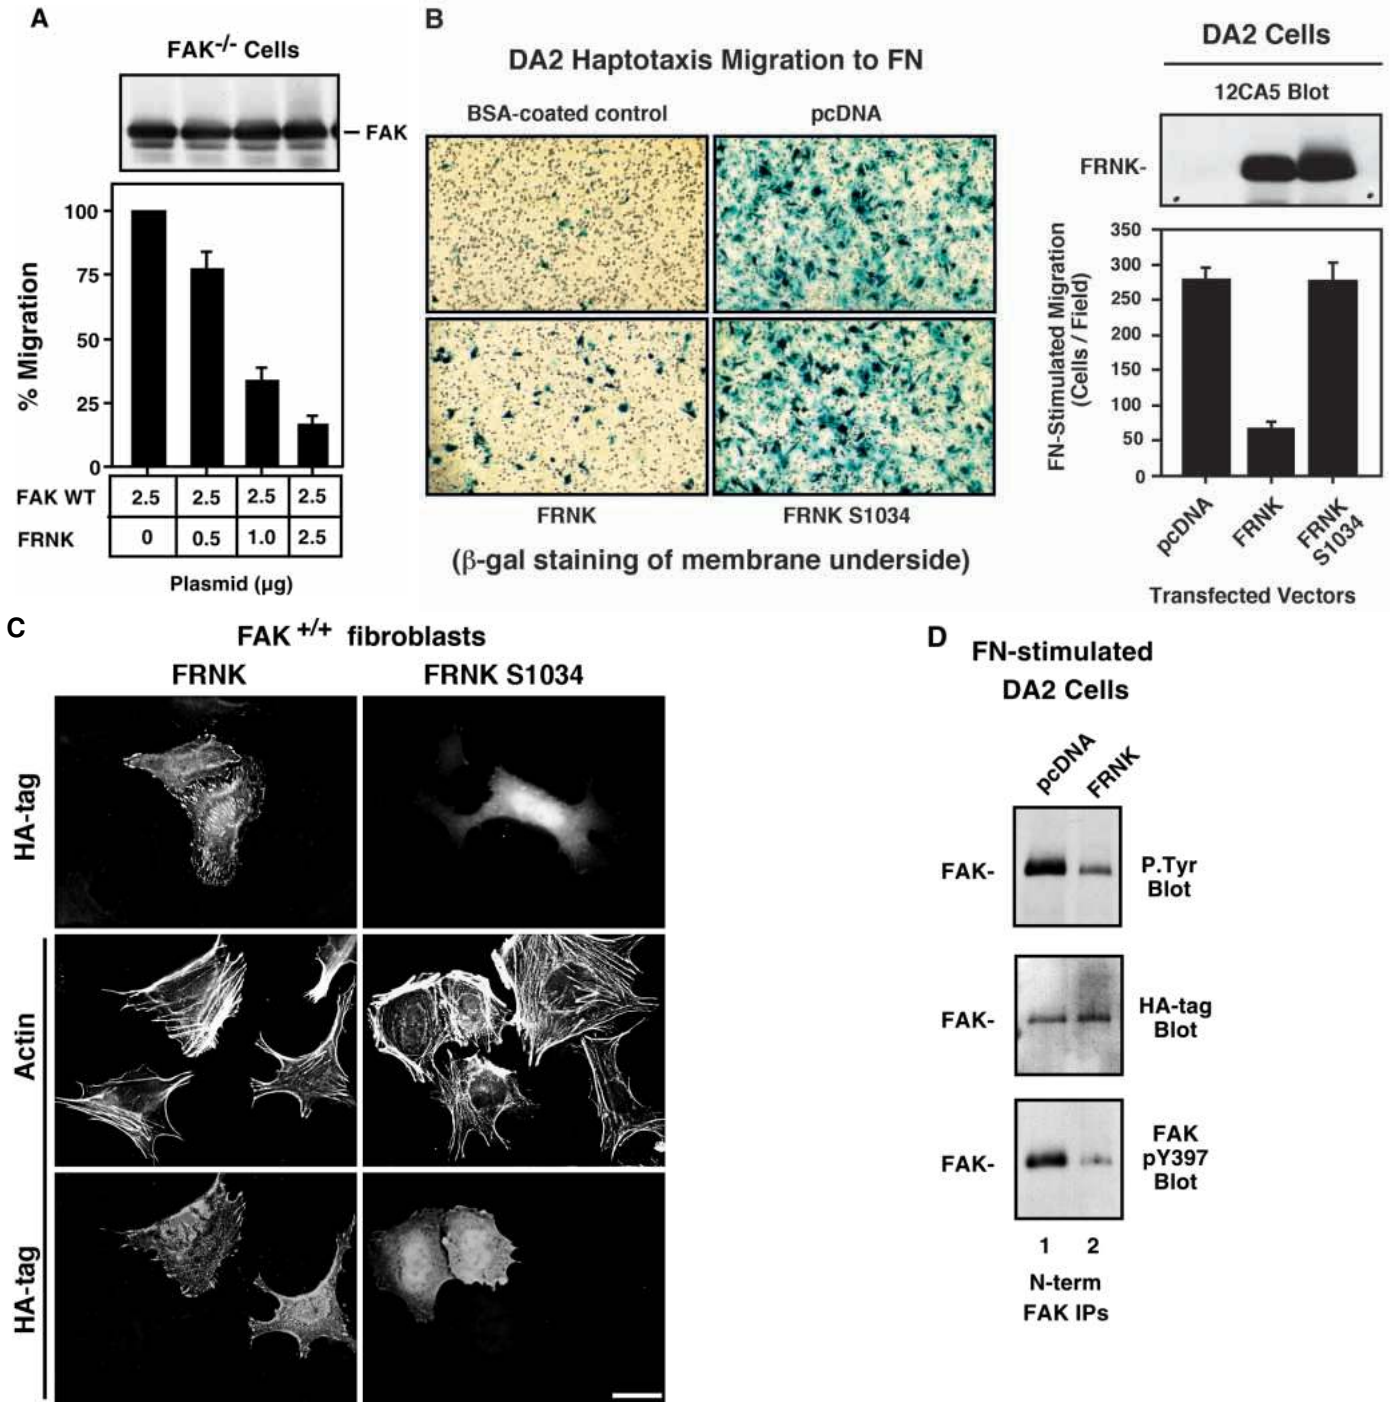 A
FAK-/- Cells
FAK
100
75
50
25
0
% Migration
FAK WT 2.5 2.5 2.5 2.5
FRNK 0 0.5 1.0 2.5
Plasmid (µg)
B
DA2 Haptotaxis Migration to FN
BSA-coated control pcDNA
FRNK FRNK S1034
(β-gal staining of membrane underside)
DA2 Cells
12CA5 Blot
FRNK-
350
300
250
200
150
100
50
0
FN-Stimulated Migration
(Cells / Field)
pcDNA
FRNK
FRNK
S1034
Transfected Vectors
C
FAK +/+ fibroblasts
FRNK FRNK S1034
HA-tag
Actin
HA-tag
D
FN-stimulated
DA2 Cells
pcDNA
FRNK
FAK-
P.Tyr
Blot
FAK-
HA-tag
Blot
FAK-
FAK
pY397
Blot
1 2
N-term
FAK IPs